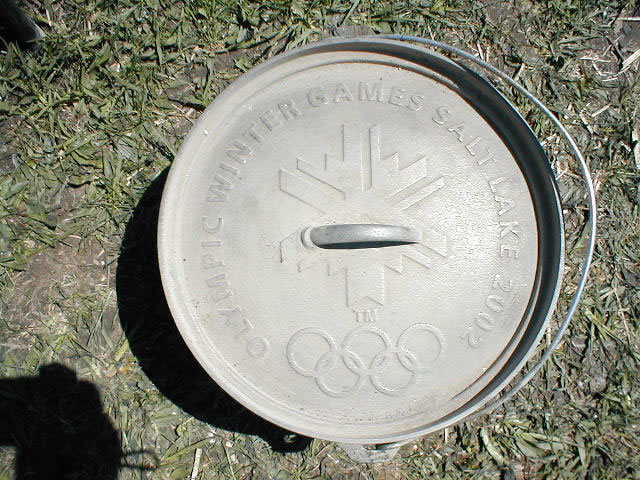 OLYMPIC WINTER GAMES SALT LAKE 2002
TM